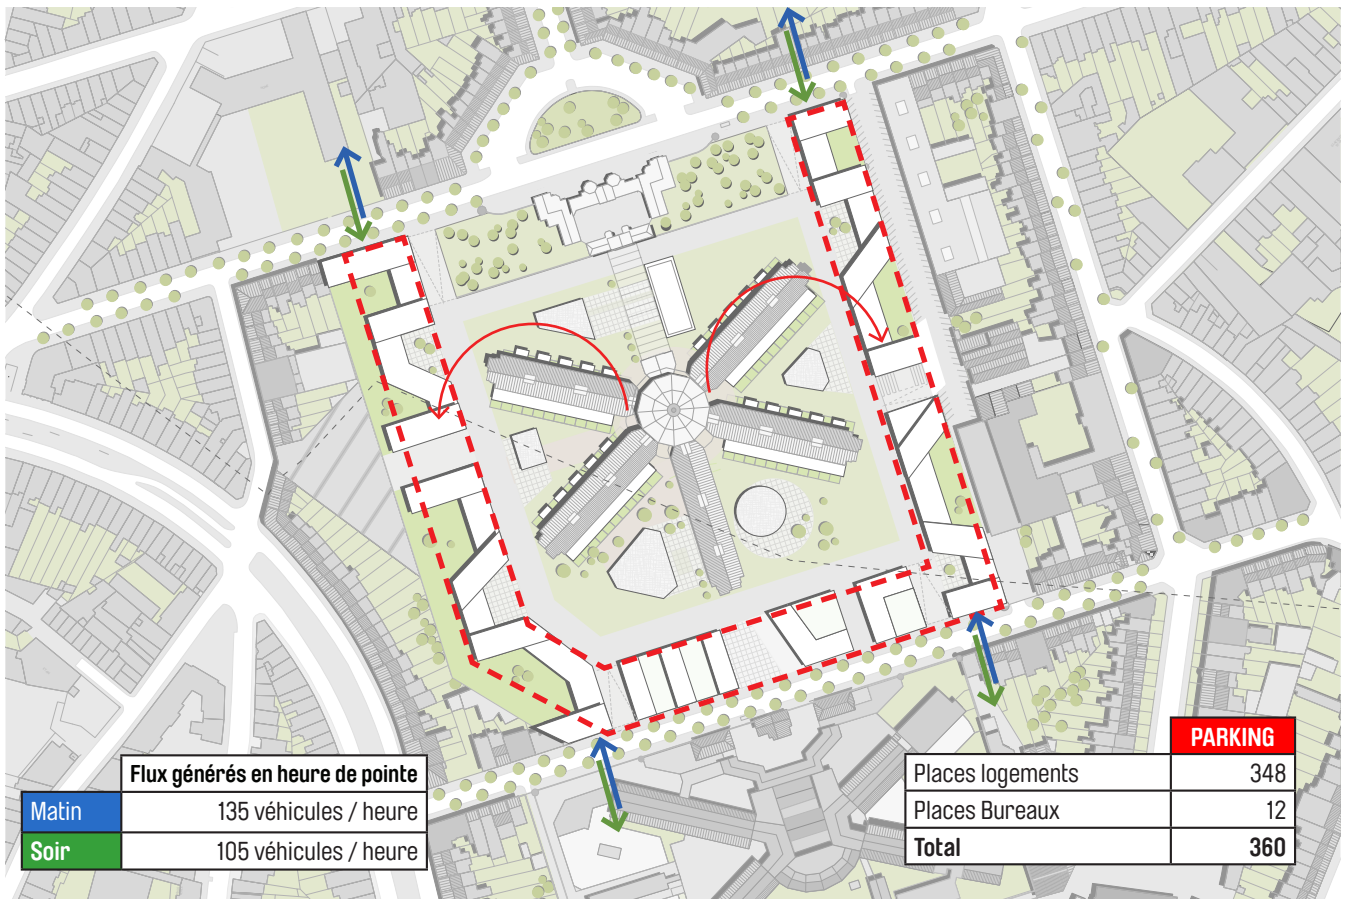 Flux générés en heure de pointe
Matin 135 véhicules / heure
Soir 105 véhicules / heure
PARKING
Places logements 348
Places Bureaux 12
Total 360